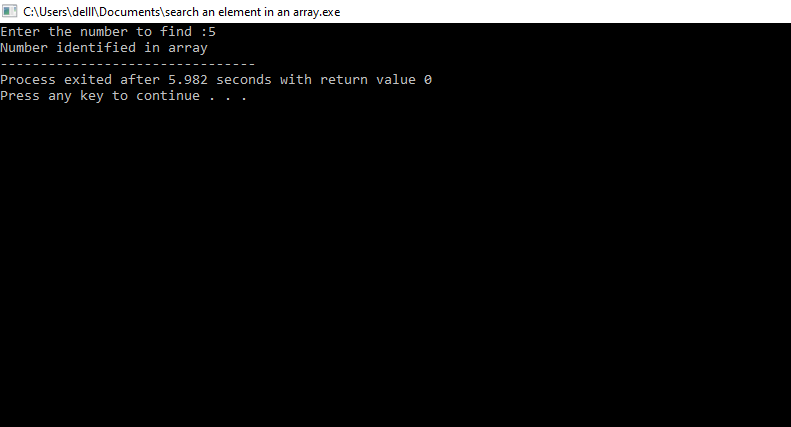 C:\Users\delll\Documents\search an element in an array.exe
Enter the number to find :5
Number identified in array
--------------------------------
Process exited after 5.982 seconds with return value 0
Press any key to continue . . .